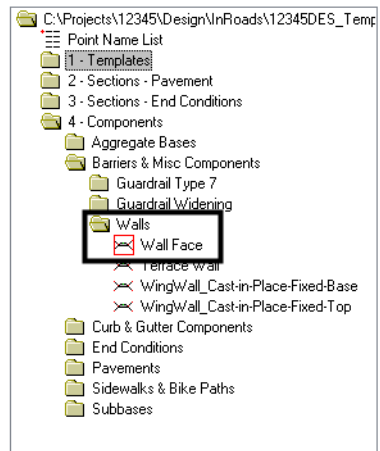 C:\Projects\12345\Design\InRoads\12345DES_Temp
Point Name List
1 - Templates
2 - Sections - Pavement
3 - Sections - End Conditions
4 - Components
Aggregate Bases
Barriers & Misc Components
Guardrail Type 7
Guardrail Widening
Walls
Wall Face
Terrace Wall
WingWall_Cast-in-Place-Fixed-Base
WingWall_Cast-in-Place-Fixed-Top
Curb & Gutter Components
End Conditions
Pavements
Sidewalks & Bike Paths
Subbases